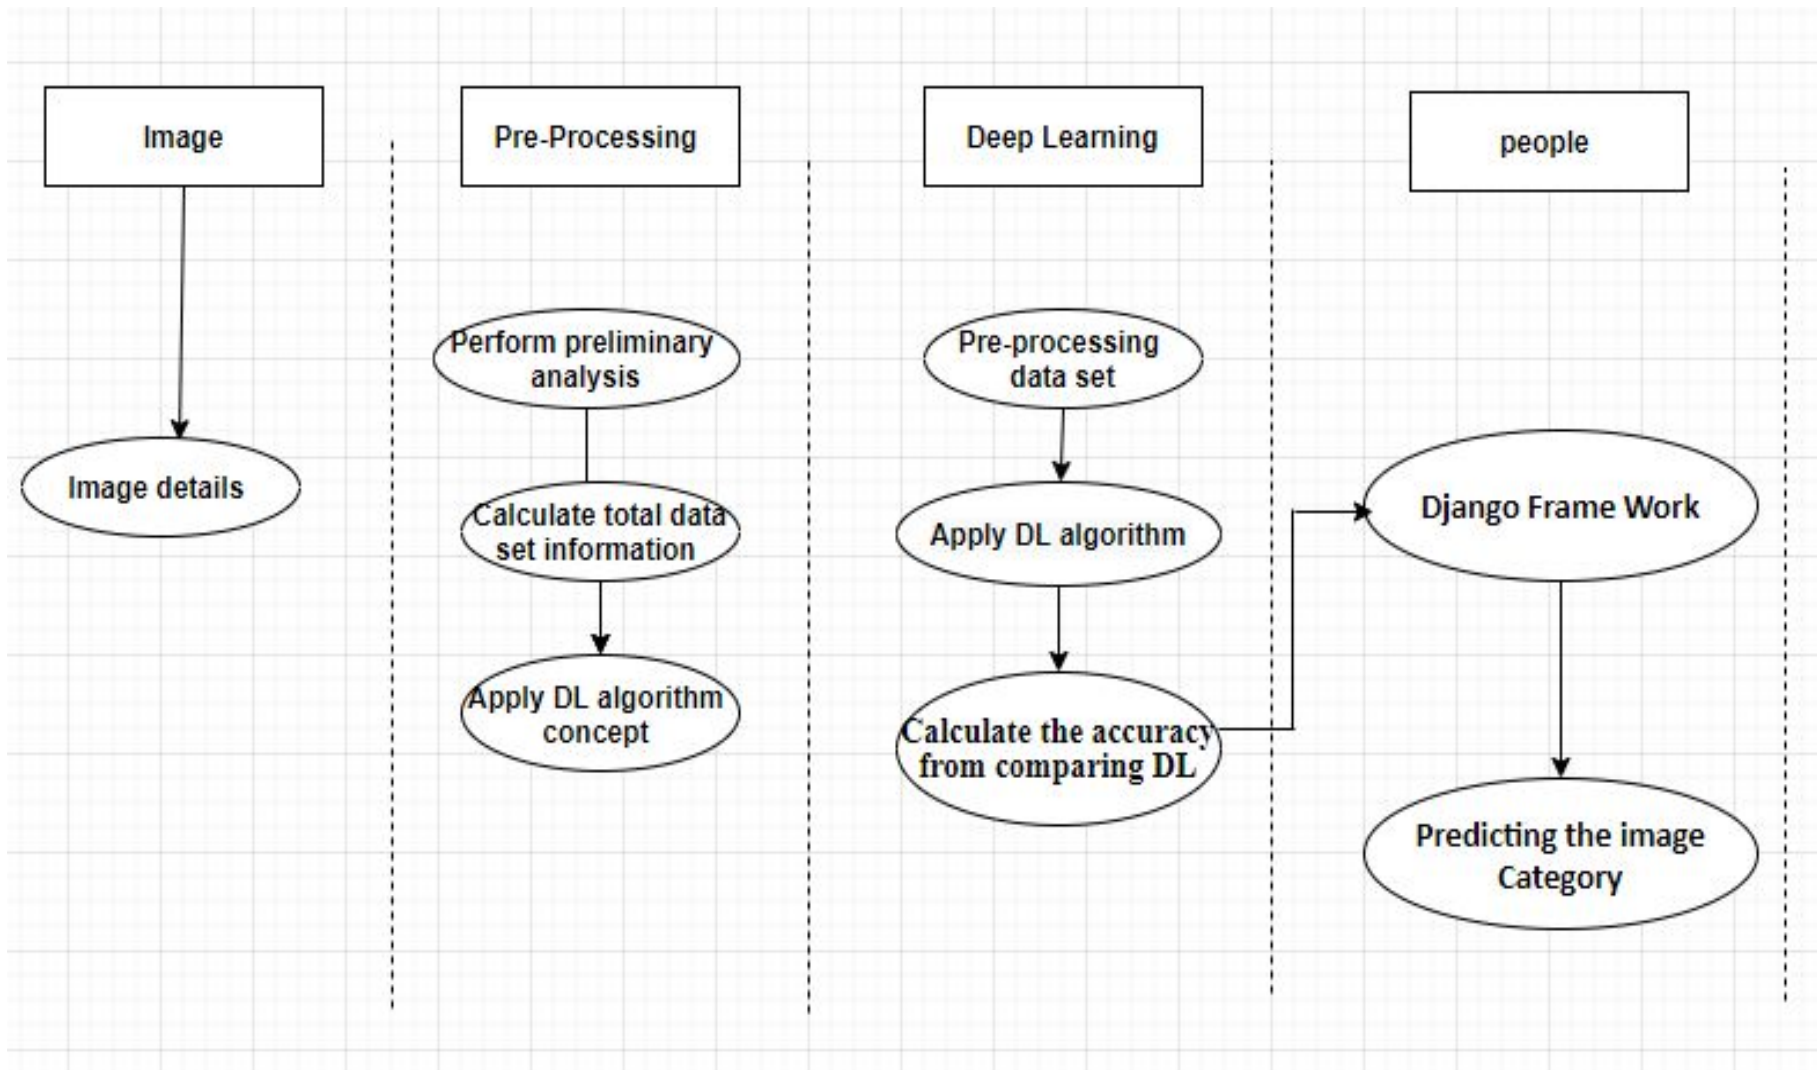 Image
Pre-Processing
Deep Learning
people
Image details
Perform preliminary
analysis
Calculate total data
set information
Apply DL algorithm
concept
Pre-processing
data set
Apply DL algorithm
Calculate the accuracy
from comparing DL
Django Frame Work
Predicting the image
Category